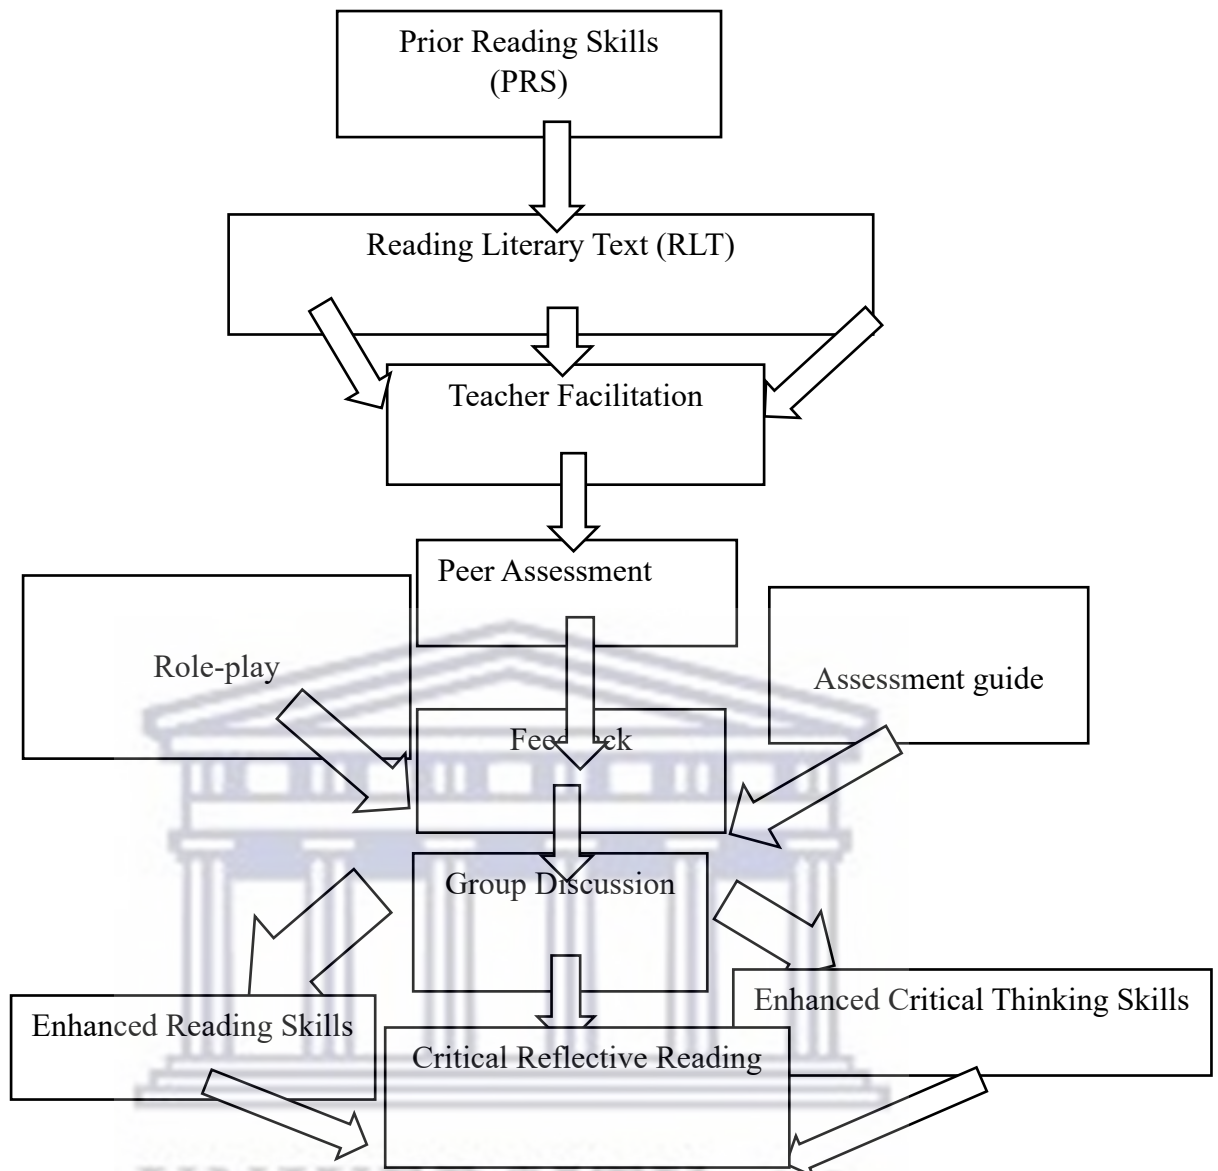 Prior Reading Skills
(PRS)
Reading Literary Text (RLT)
Teacher Facilitation
Peer Assessment
Role-play
Assessment guide
Feedback
Group Discussion
Enhanced Reading Skills
Enhanced Critical Thinking Skills
Critical Reflective Reading